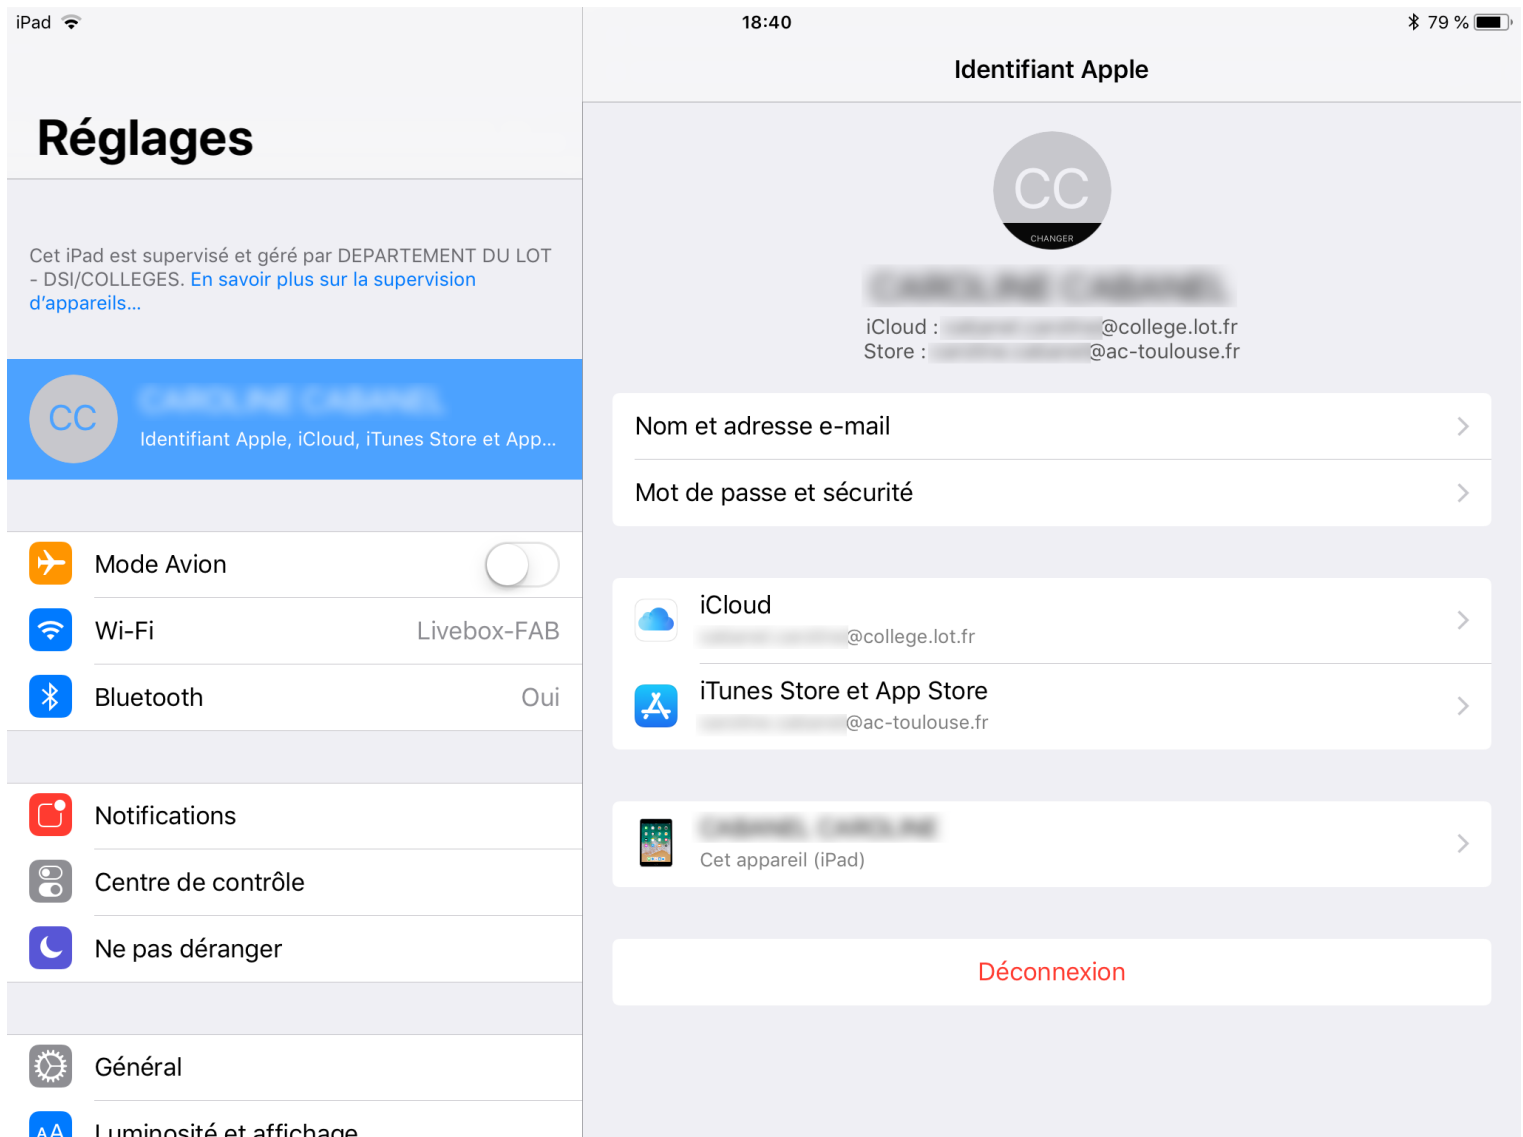 iPad
18:40
79 %
Réglages
Cet iPad est supervisé et géré par DEPARTEMENT DU LOT
- DSI/COLLEGES. En savoir plus sur la supervision
d’appareils...
CC
Identifiant Apple, iCloud, iTunes Store et App...
Mode Avion
Wi-Fi
Livebox-FAB
Bluetooth
Oui
Notifications
Centre de contrôle
Ne pas déranger
Général
AA
Luminosité et affichage
Identifiant Apple
CC
CHANGER
iCloud : @college.lot.fr
Store : @ac-toulouse.fr
Nom et adresse e-mail
Mot de passe et sécurité
iCloud
@college.lot.fr
iTunes Store et App Store
@ac-toulouse.fr
Cet appareil (iPad)
Déconnexion